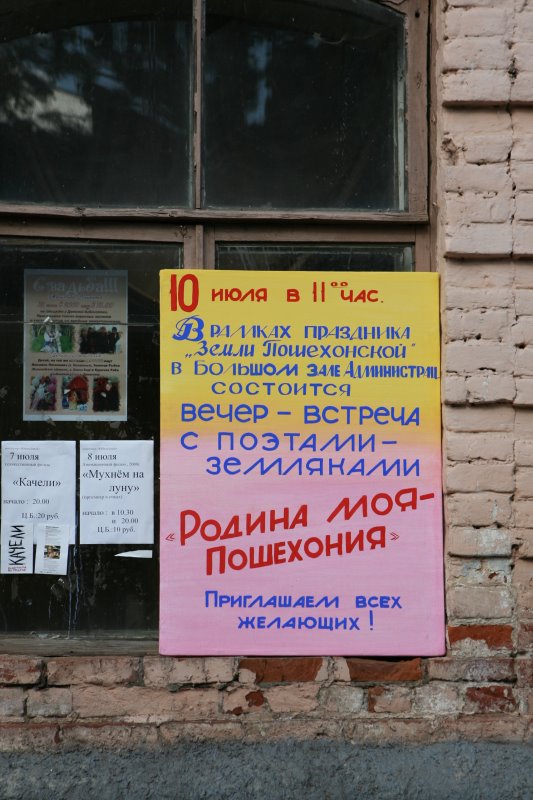 10 июля в 11⁰⁰ час.
В рамках праздника
„Земли Пошехонской"
в Большом зале Администрац.
состоится
вечер - встреча
с поэтами-
земляками
«Родина моя-
Пошехония»
Приглашаем всех
желающих!
Свадьба!!!
7 июля
«Качели»
начало : 20.00
Ц.Б.:20 руб.
КАЧЕЛИ
8 июля
«Мухнём на
луну»
начало : в 10.30
и 20.00
Ц.Б.:10 руб.